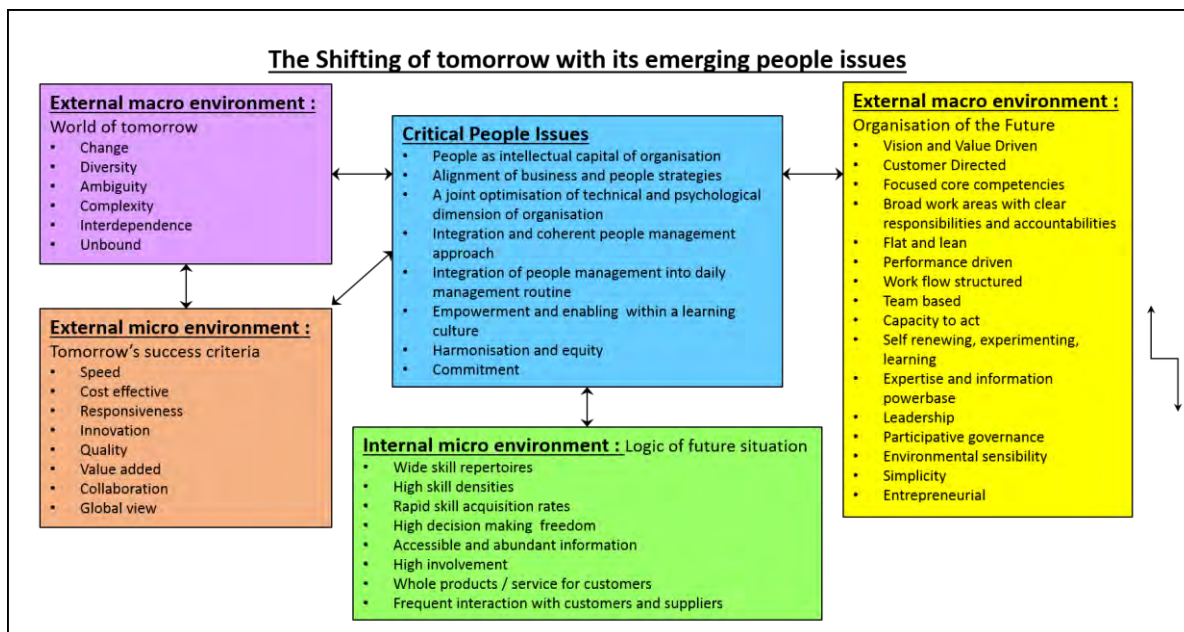 The Shifting of tomorrow with its emerging people issues
External macro environment :
World of tomorrow
• Change
• Diversity
• Ambiguity
• Complexity
• Interdependence
• Unbound
External micro environment :
Tomorrow's success criteria
• Speed
• Cost effective
• Responsiveness
• Innovation
• Quality
• Value added
• Collaboration
• Global view
Critical People Issues
• People as intellectual capital of organisation
• Alignment of business and people strategies
• A joint optimisation of technical and psychological
dimension of organisation
• Integration and coherent people management
approach
• Integration of people management into daily
management routine
• Empowerment and enabling within a learning
culture
• Harmonisation and equity
• Commitment
Internal micro environment : Logic of future situation
• Wide skill repertoires
• High skill densities
• Rapid skill acquisition rates
• High decision making freedom
• Accessible and abundant information
• High involvement
• Whole products / service for customers
• Frequent interaction with customers and suppliers
External macro environment :
Organisation of the Future
• Vision and Value Driven
• Customer Directed
• Focused core competencies
• Broad work areas with clear
responsibilities and accountabilities
• Flat and lean
• Performance driven
• Work flow structured
• Team based
• Capacity to act
• Self renewing, experimenting,
learning
• Expertise and information
powerbase
• Leadership
• Participative governance
• Environmental sensibility
• Simplicity
• Entrepreneurial